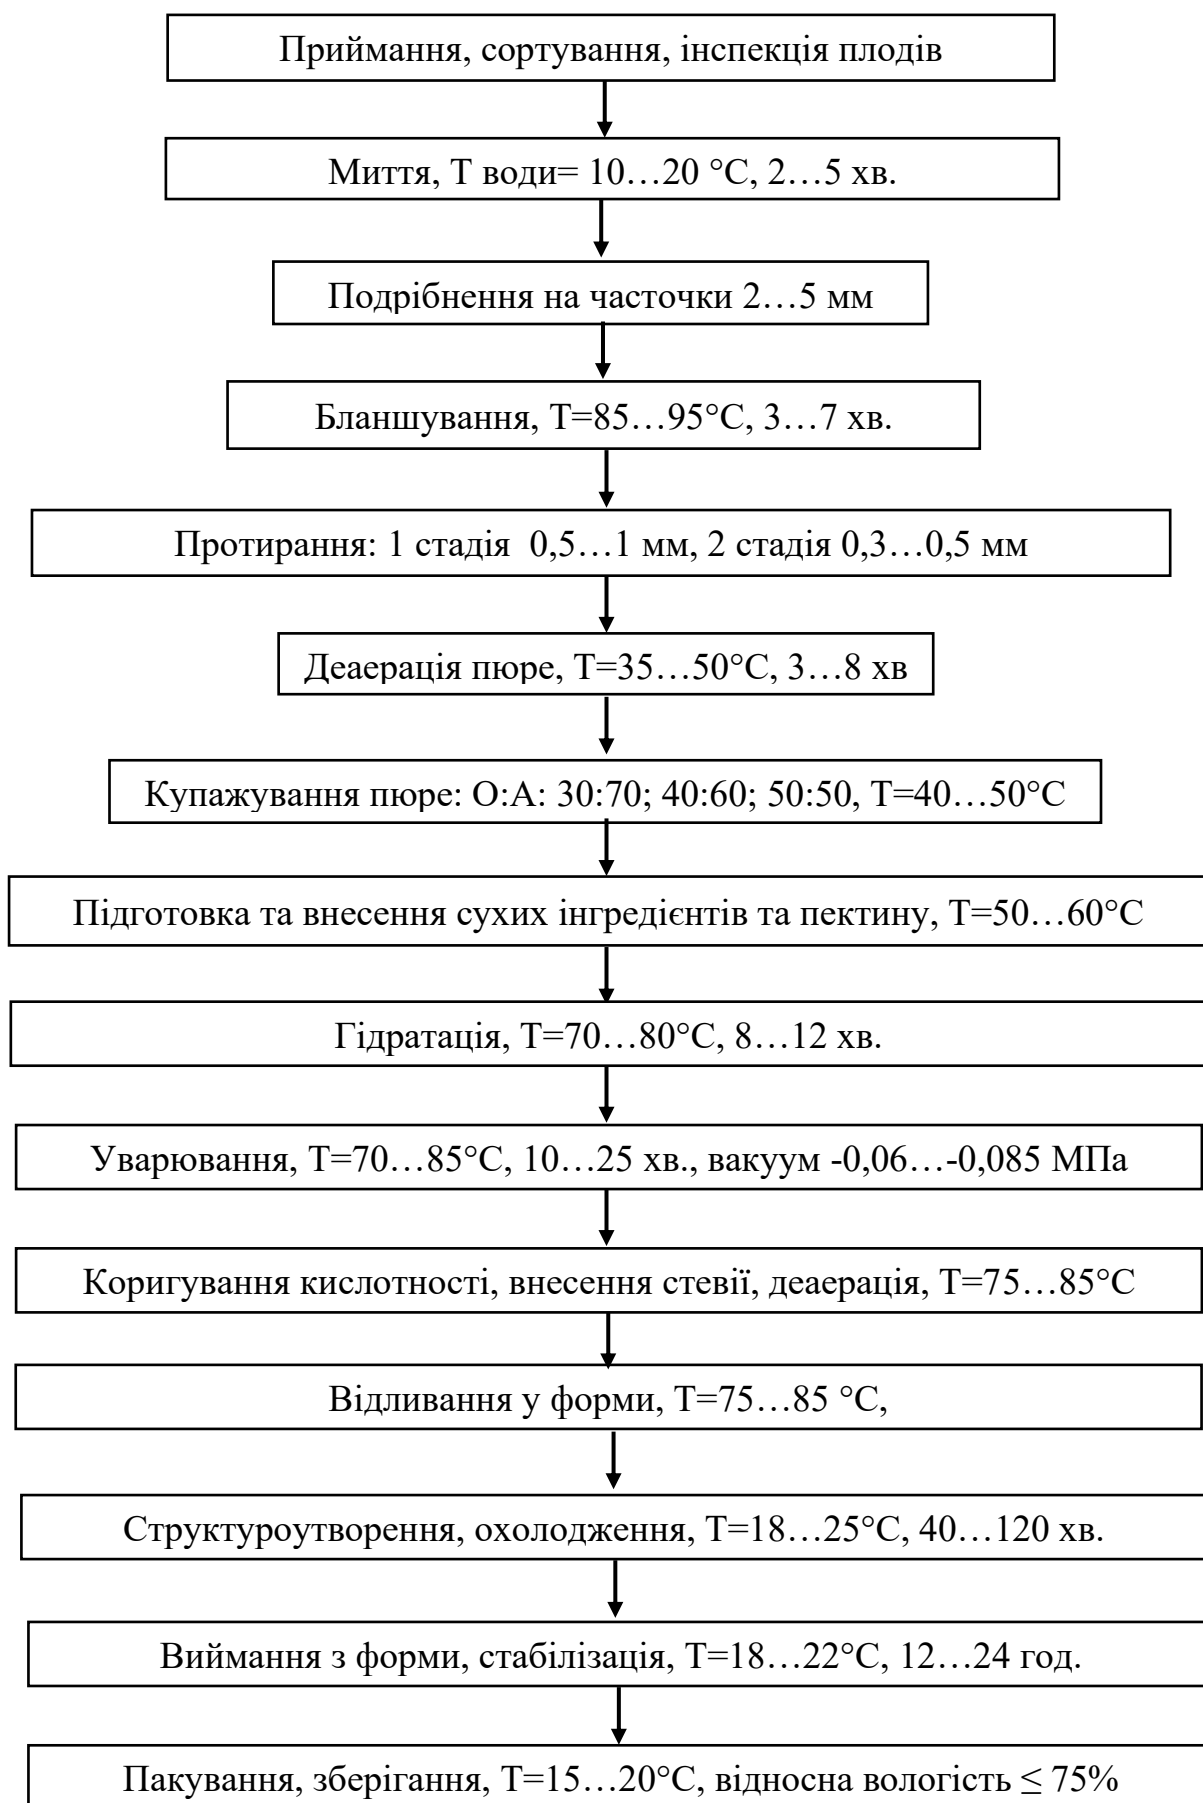 Приймання, сортування, інспекція плодів
Миття, Т води= 10…20 °С, 2…5 хв.
Подрібнення на часточки 2…5 мм
Бланшування, Т=85…95°С, 3…7 хв.
Протирання: 1 стадія 0,5…1 мм, 2 стадія 0,3…0,5 мм
Деаерація пюре, Т=35…50°С, 3…8 хв
Купажування пюре: О:А: 30:70; 40:60; 50:50, Т=40…50°С
Підготовка та внесення сухих інгредієнтів та пектину, Т=50…60°С
Гідратація, Т=70…80°С, 8…12 хв.
Уварювання, Т=70…85°С, 10…25 хв., вакуум -0,06…-0,085 МПа
Коригування кислотності, внесення стевії, деаерація, Т=75…85°С
Відливання у форми, Т=75…85 °С,
Структуроутворення, охолодження, Т=18…25°С, 40…120 хв.
Виймання з форми, стабілізація, Т=18…22°С, 12…24 год.
Пакування, зберігання, Т=15…20°С, відносна вологість ≤ 75%